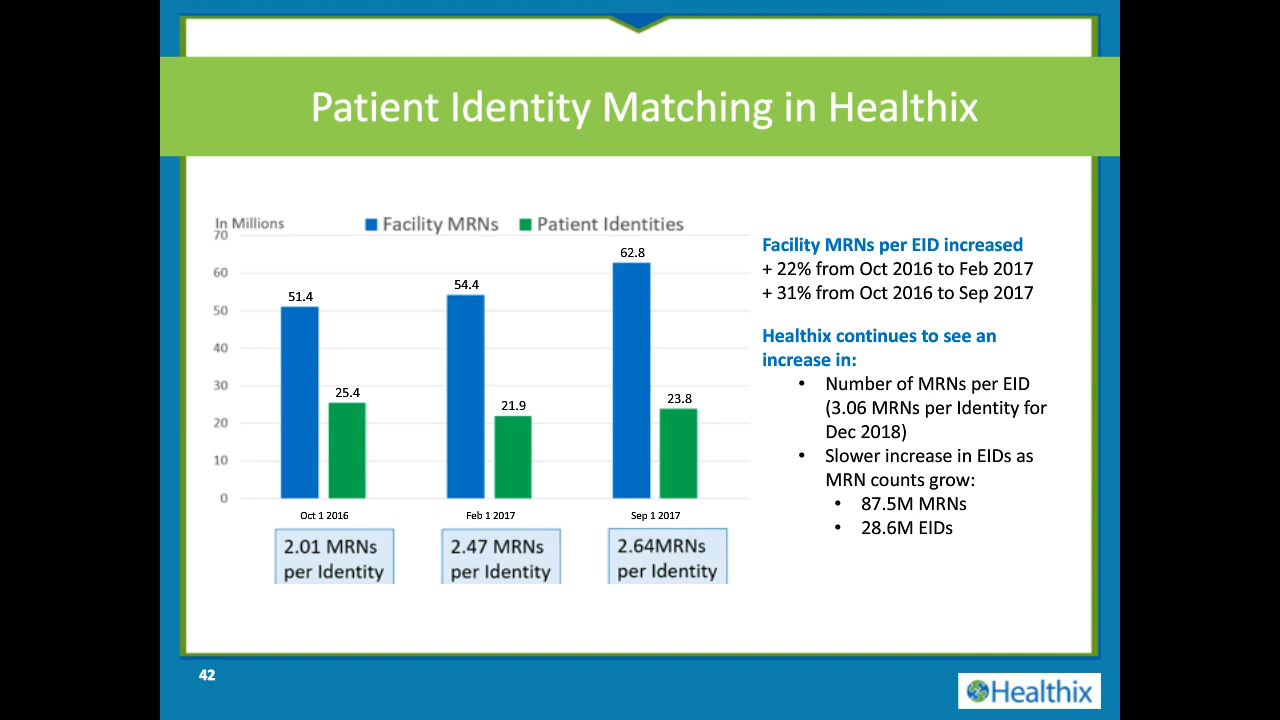 Patient Identity Matching in Healthix
In Millions
Facility MRNs
Patient Identities
70
60
50
40
30
20
10
0
51.4
25.4
54.4
21.9
62.8
23.8
Oct 1 2016
Feb 1 2017
Sep 1 2017
2.01 MRNs
per Identity
2.47 MRNs
per Identity
2.64MRNs
per Identity
Facility MRNs per EID increased
+ 22% from Oct 2016 to Feb 2017
+ 31% from Oct 2016 to Sep 2017
Healthix continues to see an
increase in:
• Number of MRNs per EID
(3.06 MRNs per Identity for
Dec 2018)
• Slower increase in EIDs as
MRN counts grow:
• 87.5M MRNs
• 28.6M EIDs
42
Healthix